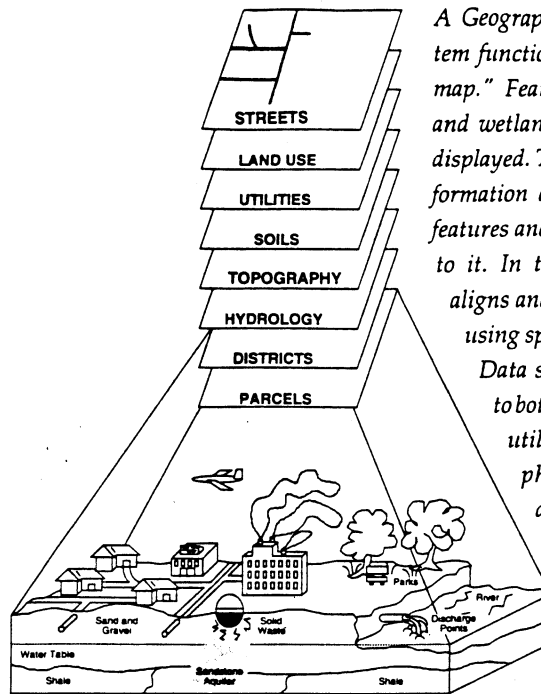 A Geograp
tem functio
map." Fea
and wetlan
displayed. T
formation a
features and
to it. In t
aligns and
using sp
Data s
to bot
util
ph
STREETS
LAND USE
UTILITIES
SOILS
TOPOGRAPHY
HYDROLOGY
DISTRICTS
PARCELS
Parks
River
Sand and Gravel
Solid Waste
Discharge Points
Water Table
Sandstone Aquifer
Shale
Shale